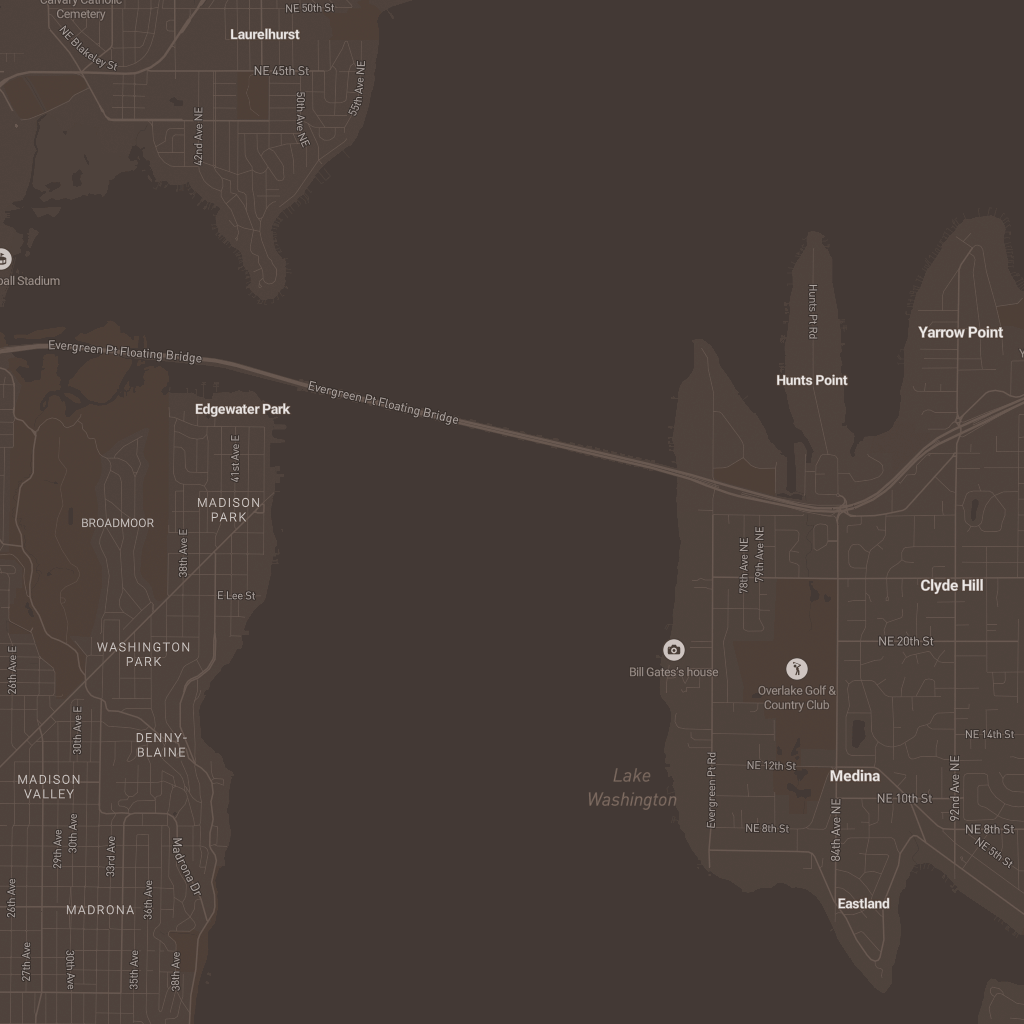 Calvary Catholic
Cemetery
NE 50th St
Laurelhurst
NE Blakeley St
NE 45th St
50th Ave NE
55th Ave NE
42nd Ave NE
ball Stadium
Hunts Pt Rd
Yarrow Point
Y
Evergreen Pt Floating Bridge
Evergreen Pt Floating Bridge
Hunts Point
Edgewater Park
41st Ave E
MADISON
PARK
BROADMOOR
38th Ave E
78th Ave NE
79th Ave NE
Clyde Hill
E Lee St
NE 20th St
WASHINGTON
PARK
26th Ave E
Bill Gates's house
Overlake Golf &
Country Club
30th Ave E
DENNY-
BLAINE
NE 14th St
MADISON
VALLEY
Lake
Washington
Evergreen Pt Rd
NE 12th St
Medina
92nd Ave NE
NE 10th St
29th Ave
30th Ave
33rd Ave
Madrona Dr
NE 8th St
84th Ave NE
NE 8th St
NE 5th St
26th Ave
MADRONA
36th Ave
Eastland
27th Ave
30th Ave
35th Ave
38th Ave